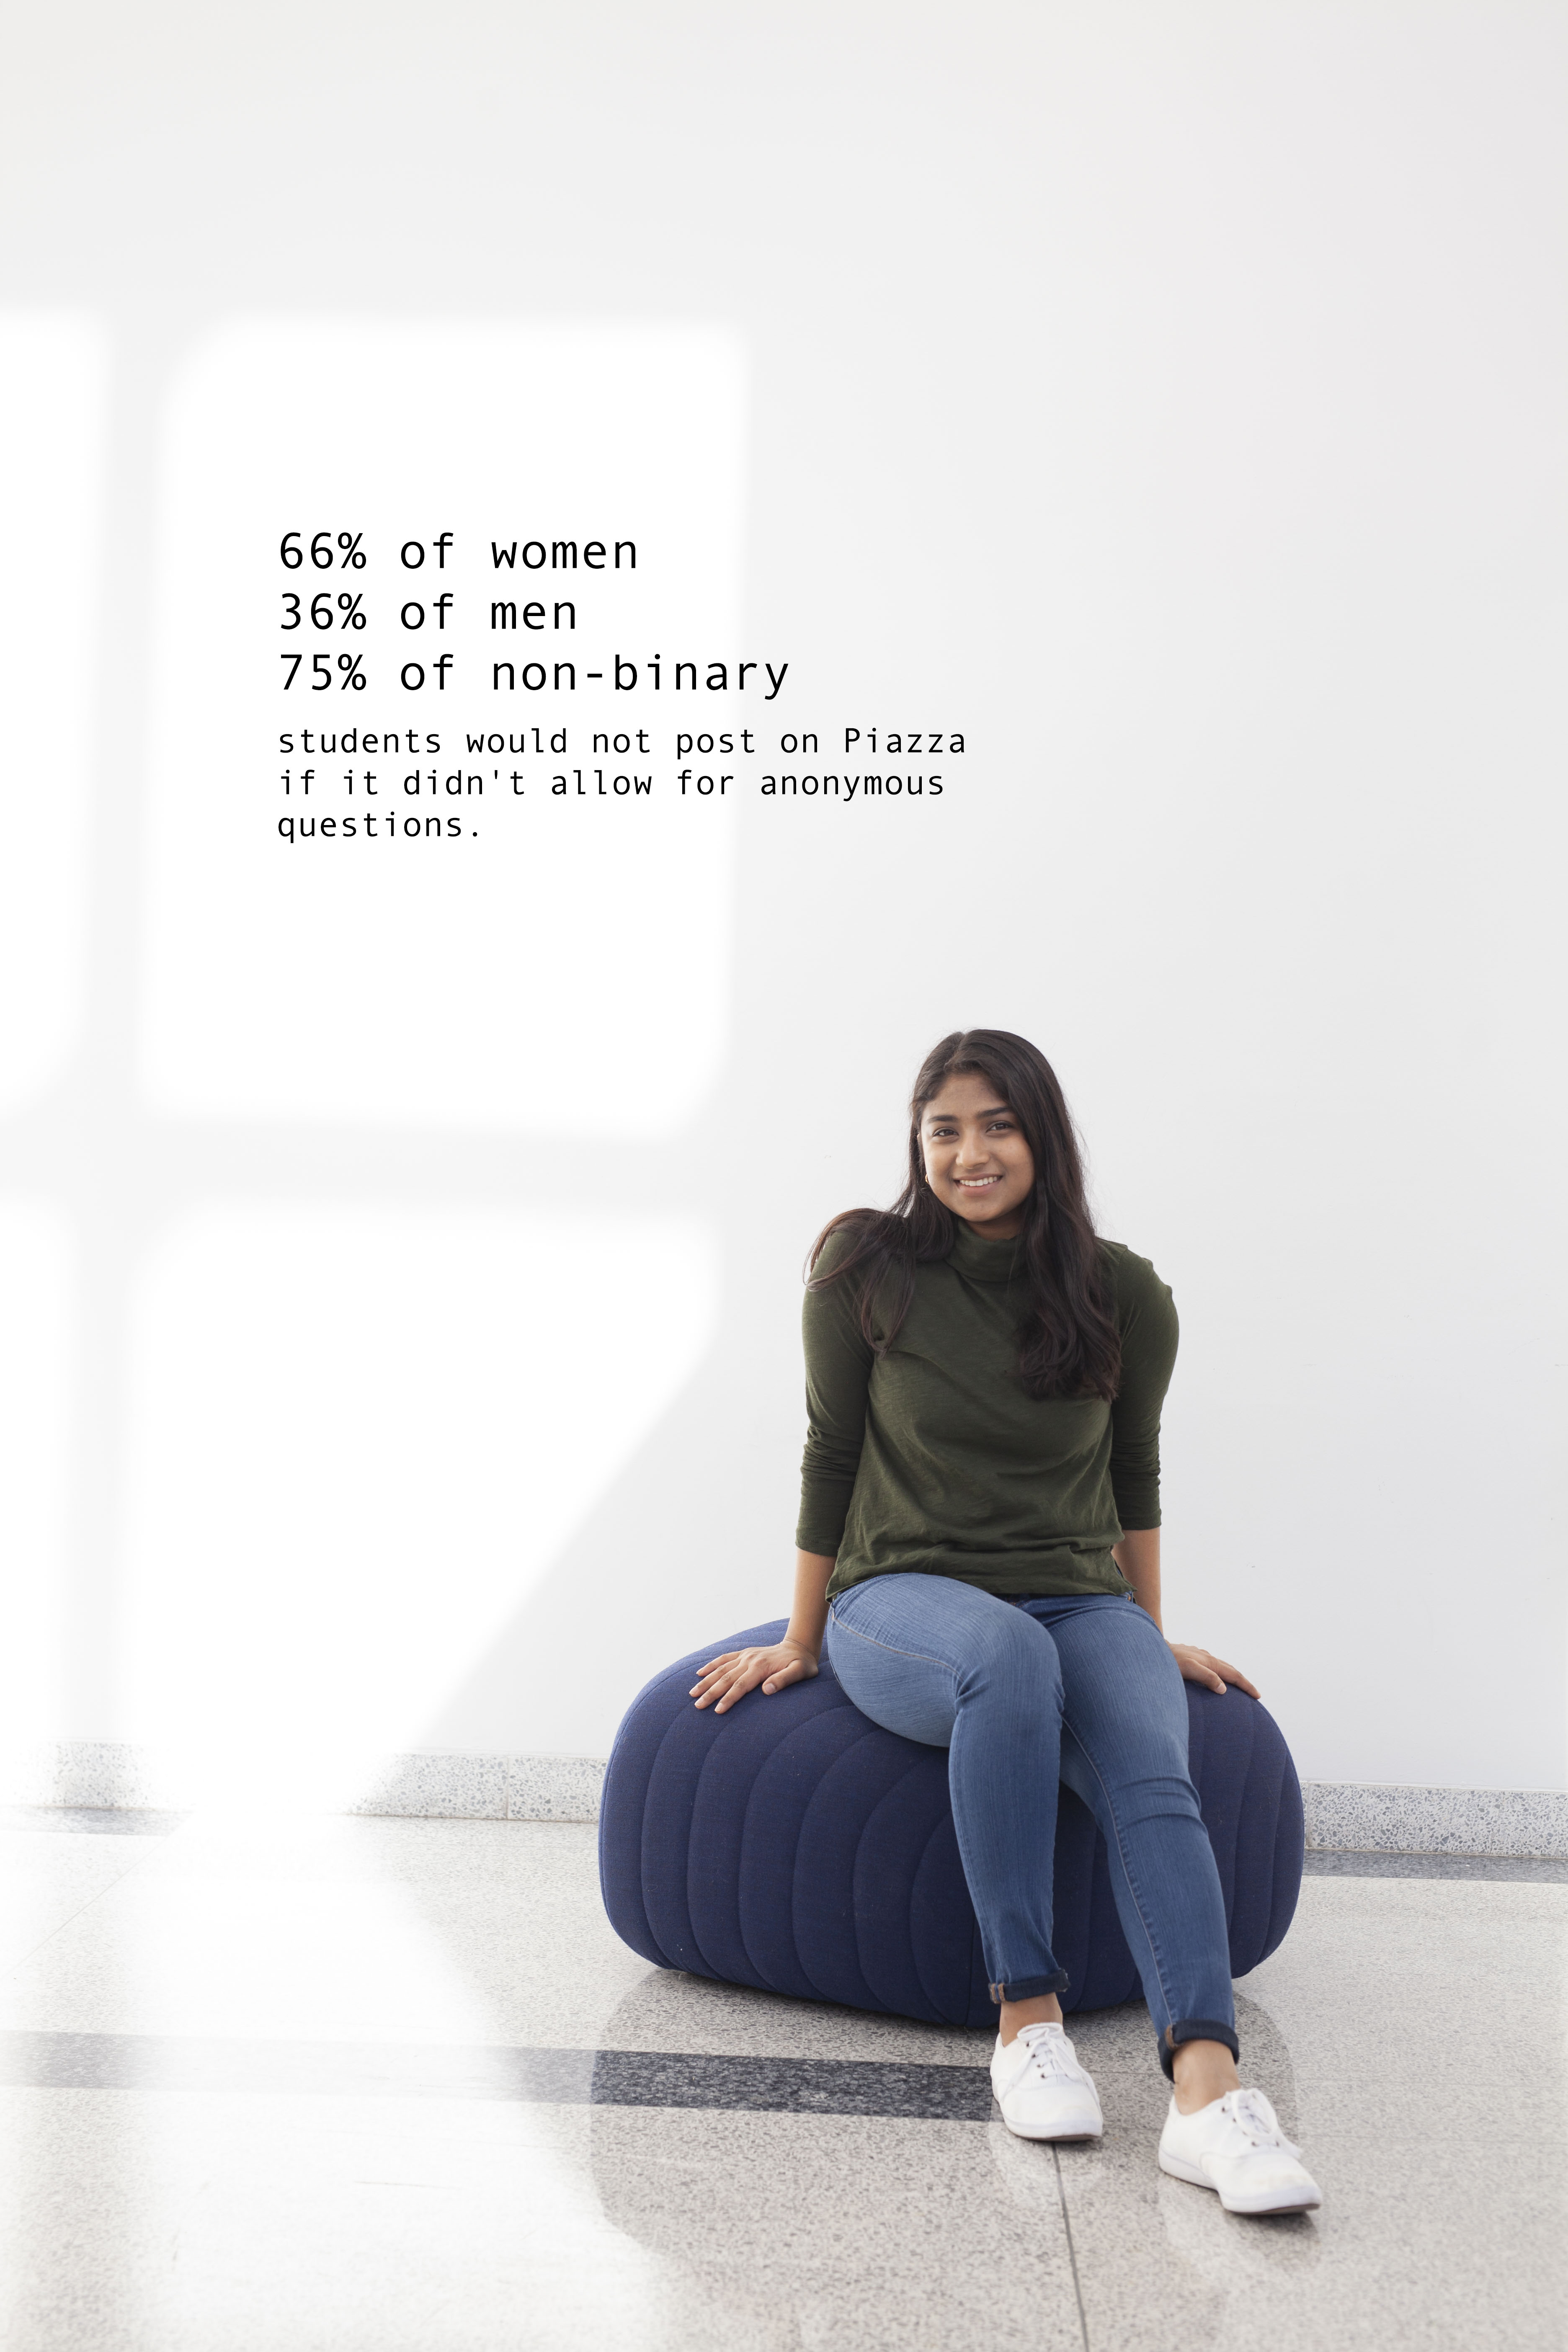 66% of women
36% of men
75% of non-binary
students would not post on Piazza
if it didn't allow for anonymous
questions.